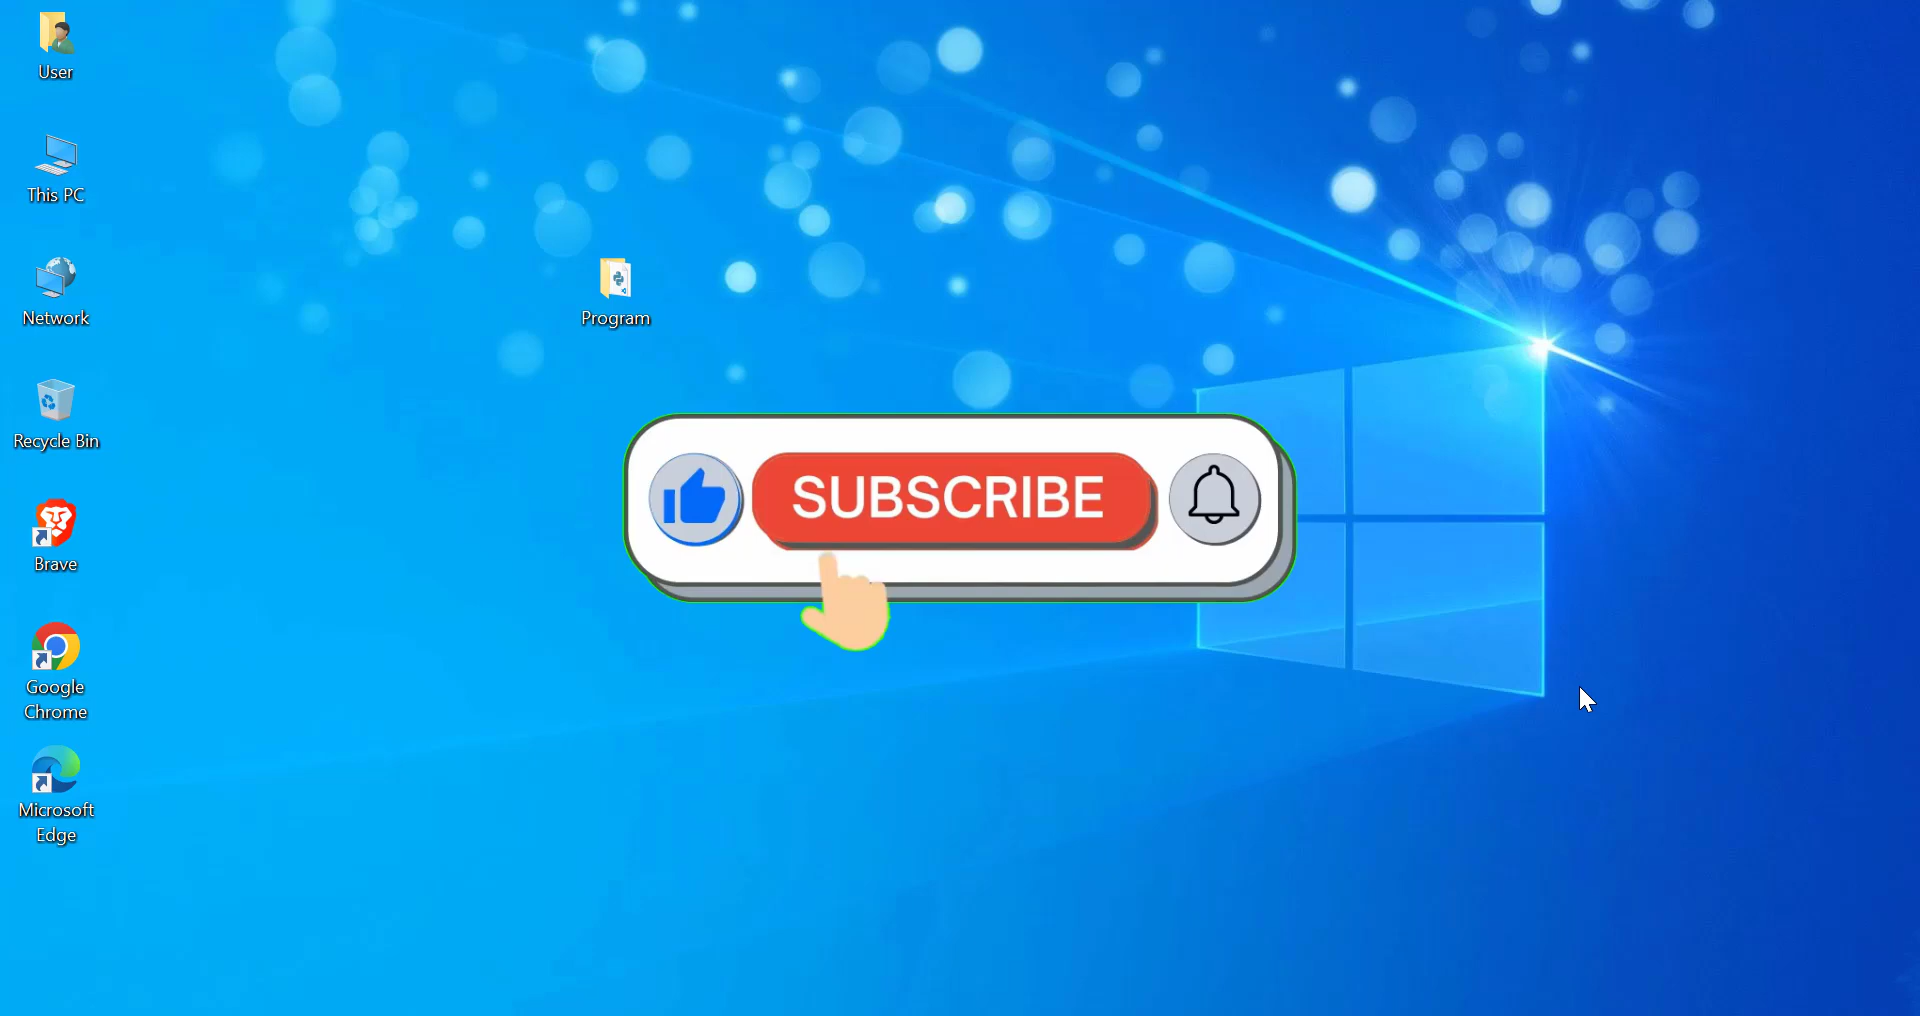 User
This PC
Network
Program
Recycle Bin
SUBSCRIBE
Brave
Google
Chrome
Microsoft
Edge